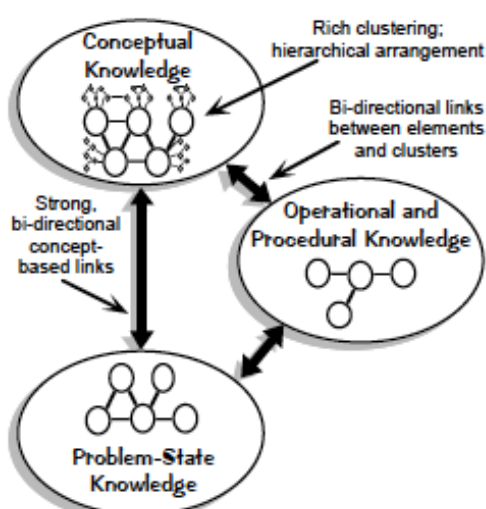 Conceptual
Knowledge
Rich clustering;
hierarchical arrangement
Bi-directional links
between elements
and clusters
Strong,
bi-directional
concept-
based links
Operational and
Procedural Knowledge
Problem-State
Knowledge